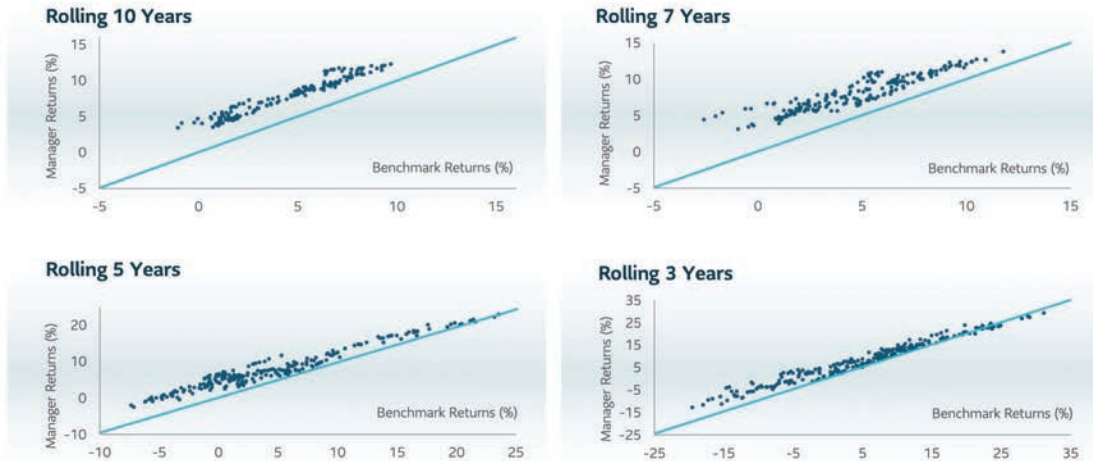 Rolling 10 Years
Manager Returns (%)
15
10
5
0
-5
Benchmark Returns (%)
-5 0 5 10 15
Rolling 7 Years
Manager Returns (%)
15
10
5
0
-5
Benchmark Returns (%)
-5 0 5 10 15
Rolling 5 Years
Manager Returns (%)
20
10
0
-10
Benchmark Returns (%)
-10 -5 0 5 10 15 20 25
Rolling 3 Years
Manager Returns (%)
35
25
15
5
-5
-15
-25
Benchmark Returns (%)
-25 -15 -5 5 15 25 35